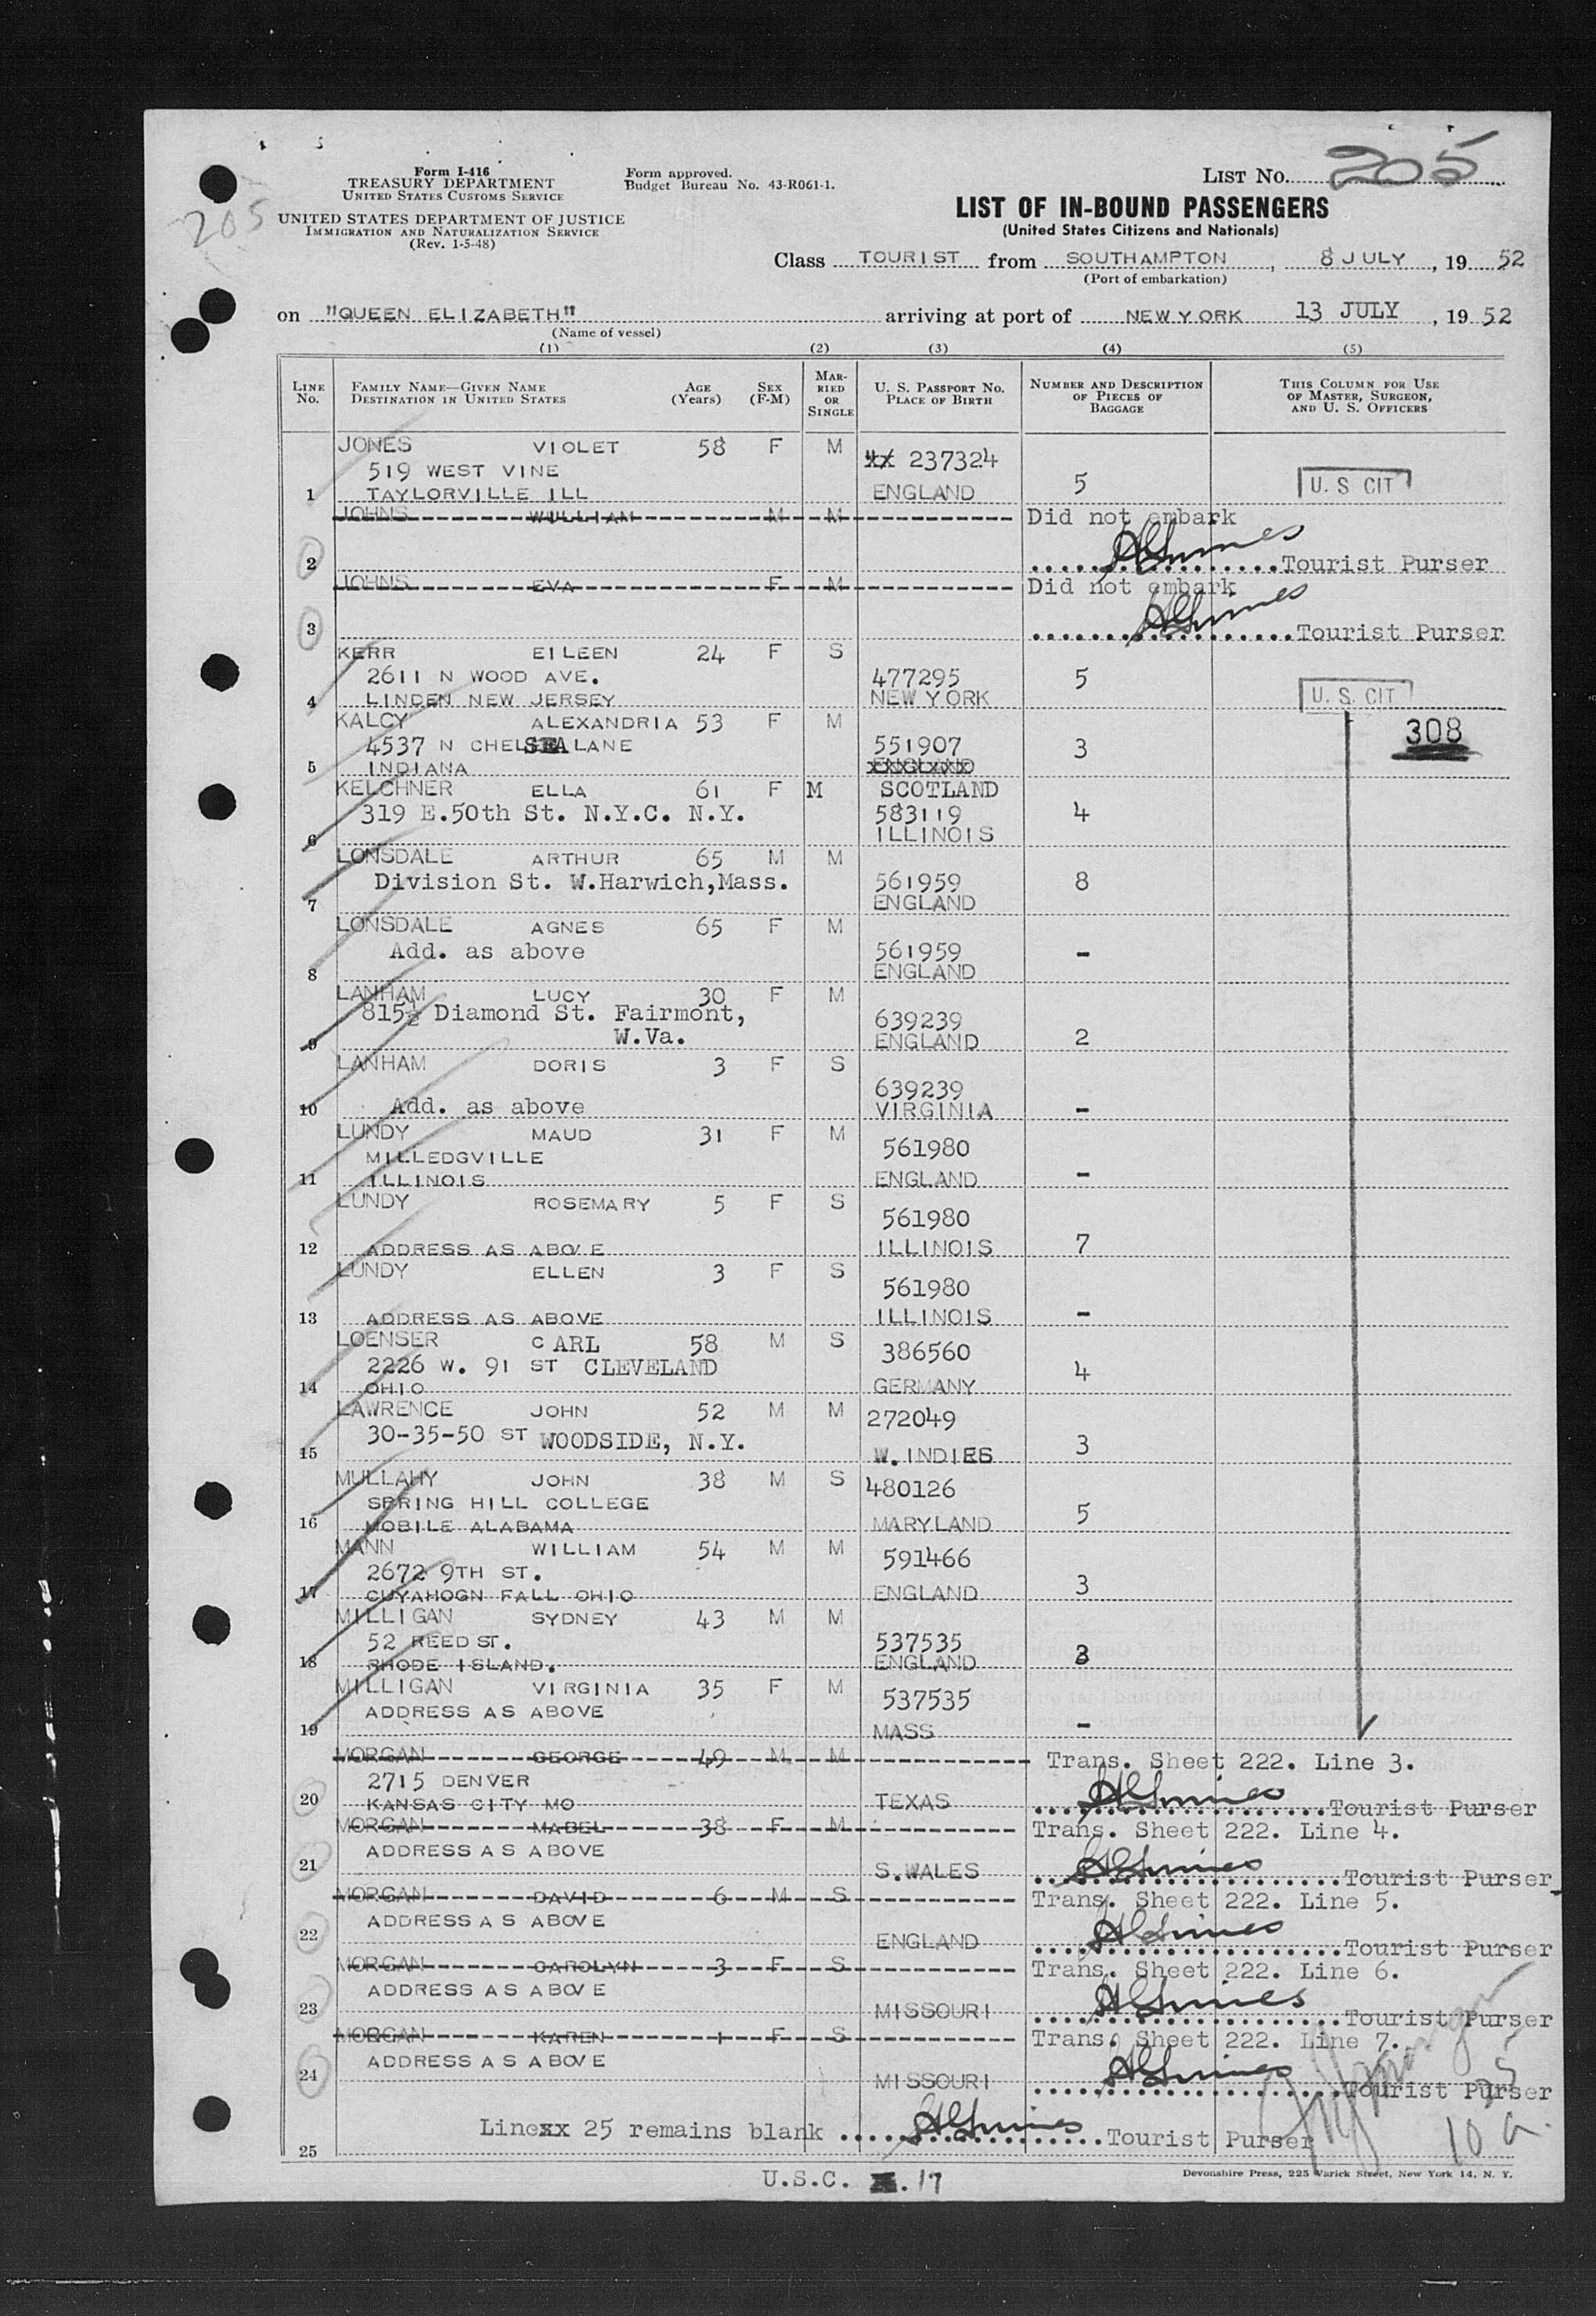 205
Form I-416
TREASURY DEPARTMENT
UNITED STATES CUSTOMS SERVICE
UNITED STATES DEPARTMENT OF JUSTICE
IMMIGRATION AND NATURALIZATION SERVICE
(Rev. 1-5-48)
Form approved.
Budget Bureau No. 43-R061-1.
LIST No. 205
LIST OF IN-BOUND PASSENGERS
(United States Citizens and Nationals)
Class TOURIST from SOUTHAMPTON, 8 JULY, 19 52
(Port of embarkation)
on "QUEEN ELIZABETH" arriving at port of NEW YORK 13 JULY, 19 52
(Name of vessel)
(1) (2) (3) (4) (5)
LINE No. FAMILY NAME—GIVEN NAME DESTINATION IN UNITED STATES AGE (Years) SEX (F-M) MARRIED OR SINGLE U. S. PASSPORT NO. PLACE OF BIRTH NUMBER AND DESCRIPTION OF PIECES OF BAGGAGE THIS COLUMN FOR USE OF MASTER, SURGEON, AND U. S. OFFICERS
JONES VIOLET 58 F M
519 WEST VINE 237324
1 TAYLORVILLE ILL ENGLAND 5 U. S CIT
JOHNS WULLIAM M M Did not embark
2 Tourist Purser
JOHNS EVA F M Did not embark
3 Tourist Purser
KERR EILEEN 24 F S
2611 N WOOD AVE. 477295 5
4 LINDEN NEW JERSEY NEW YORK U. S. CIT
KALCY ALEXANDRIA 53 F M 308
4537 N CHELSEA LANE 551907 3
5 INDIANA ENGLAND
KELCHNER ELLA 61 F M SCOTLAND
319 E.50th St. N.Y.C. N.Y. 583119 4
6 ILLINOIS
LONSDALE ARTHUR 65 M M
Division St. W.Harwich,Mass. 561959 8
7 ENGLAND
LONSDALE AGNES 65 F M
Add. as above 561959 -
8 ENGLAND
LANHAM LUCY 30 F M
815½ Diamond St. Fairmont, 639239
9 W.Va. ENGLAND 2
LANHAM DORIS 3 F S
639239
10 Add. as above VIRGINIA -
LUNDY MAUD 31 F M
MILLEDGVILLE 561980
11 ILLINOIS ENGLAND -
LUNDY ROSEMARY 5 F S
561980
12 ADDRESS AS ABOVE ILLINOIS 7
LUNDY ELLEN 3 F S
561980
13 ADDRESS AS ABOVE ILLINOIS -
LOENSER CARL 58 M S
2226 W. 91 ST CLEVELAND 386560
14 OHIO GERMANY 4
LAWRENCE JOHN 52 M M 272049
30-35-50 ST WOODSIDE, N.Y.
15 W. INDIES 3
MULLAHY JOHN 38 M S 480126
SPRING HILL COLLEGE
16 MOBILE ALABAMA MARYLAND 5
MANN WILLIAM 54 M M
2672 9TH ST. 591466
17 CUYAHOGN FALL OHIO ENGLAND 3
MILLIGAN SYDNEY 43 M M
52 REED ST. 537535
18 RHODE ISLAND. ENGLAND 3
MILLIGAN VIRGINIA 35 F M
ADDRESS AS ABOVE 537535
19 MASS -
MORGAN GEORGE 49 M M Trans. Sheet 222. Line 3.
2715 DENVER
20 KANSAS CITY MO TEXAS Tourist Purser
MORGAN MABEL 38 F M Trans. Sheet 222. Line 4.
ADDRESS AS ABOVE
21 S. WALES Tourist Purser
MORGAN DAVID 6 M S Trans. Sheet 222. Line 5.
ADDRESS AS ABOVE
22 ENGLAND Tourist Purser
MORGAN CAROLYN 3 F S Trans. Sheet 222. Line 6.
ADDRESS AS ABOVE
23 MISSOURI Tourist Purser
MORGAN KAREN 1 F S Trans. Sheet 222. Line 7.
ADDRESS AS ABOVE
24 MISSOURI Tourist Purser
Linexx 25 remains blank Tourist Purser
25
U.S.C. 17
Devonshire Press, 225 Varick Street, New York 14, N. Y.